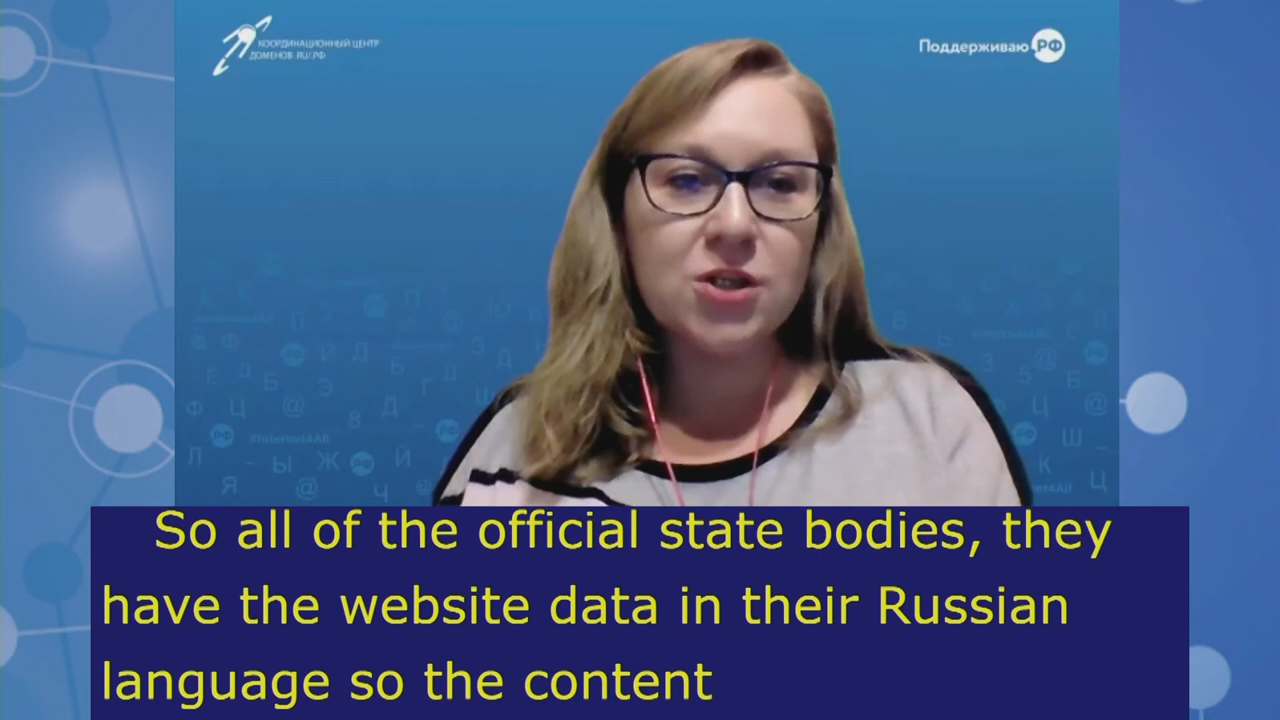 КООРДИНАЦИОННЫЙ ЦЕНТР
ДОМЕНОВ .RU/.РФ
Поддерживаю РФ
#Internet4All
So all of the official state bodies, they
have the website data in their Russian
language so the content